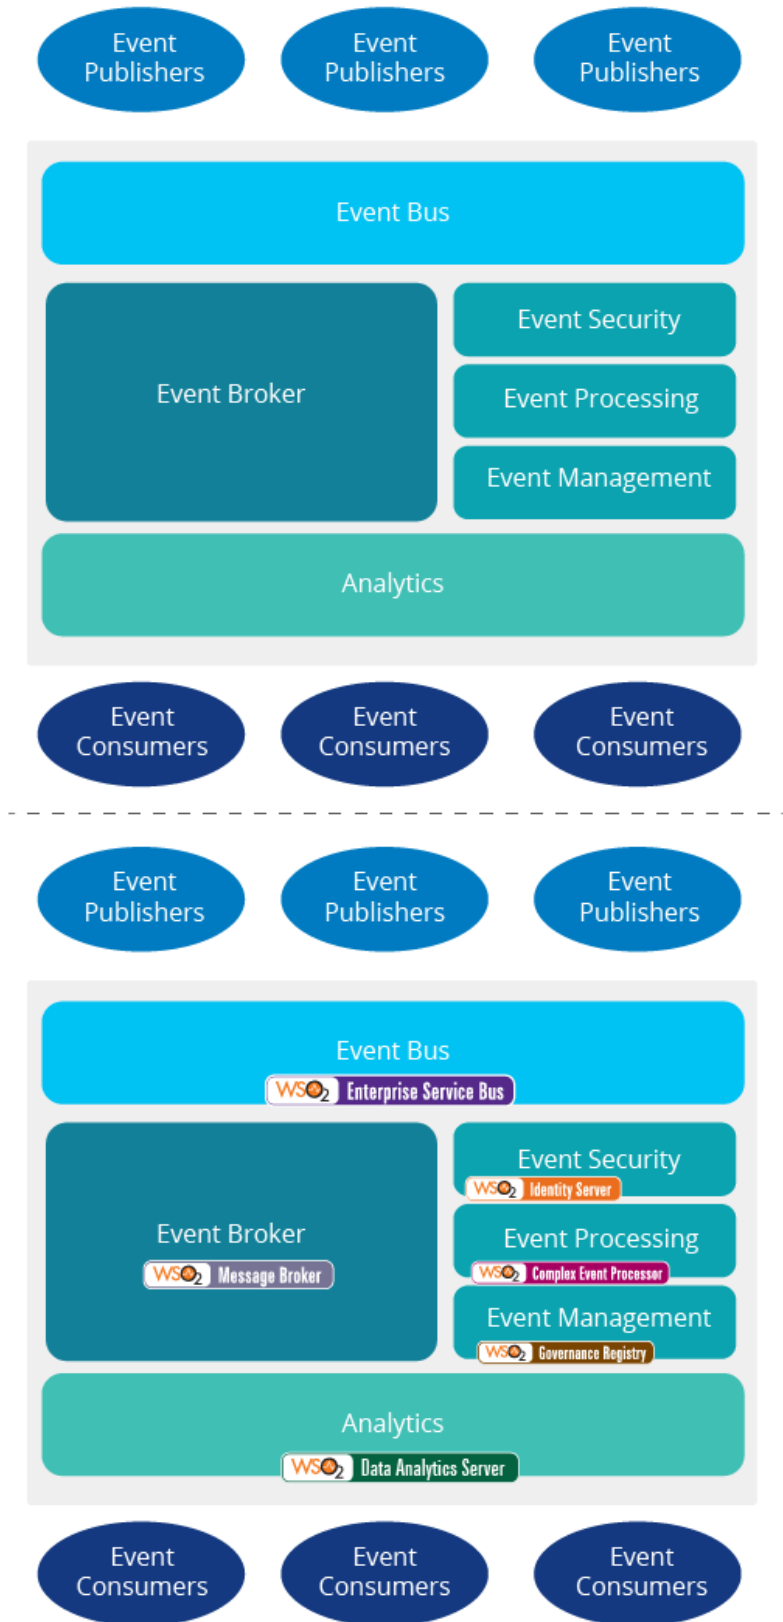 Event
Publishers
Event
Publishers
Event
Publishers
Event Bus
Event Broker
Event Security
Event Processing
Event Management
Analytics
Event
Consumers
Event
Consumers
Event
Consumers
Event
Publishers
Event
Publishers
Event
Publishers
Event Bus
WSO2 Enterprise Service Bus
Event Broker
WSO2 Message Broker
Event Security
WSO2 Identity Server
Event Processing
WSO2 Complex Event Processor
Event Management
WSO2 Governance Registry
Analytics
WSO2 Data Analytics Server
Event
Consumers
Event
Consumers
Event
Consumers